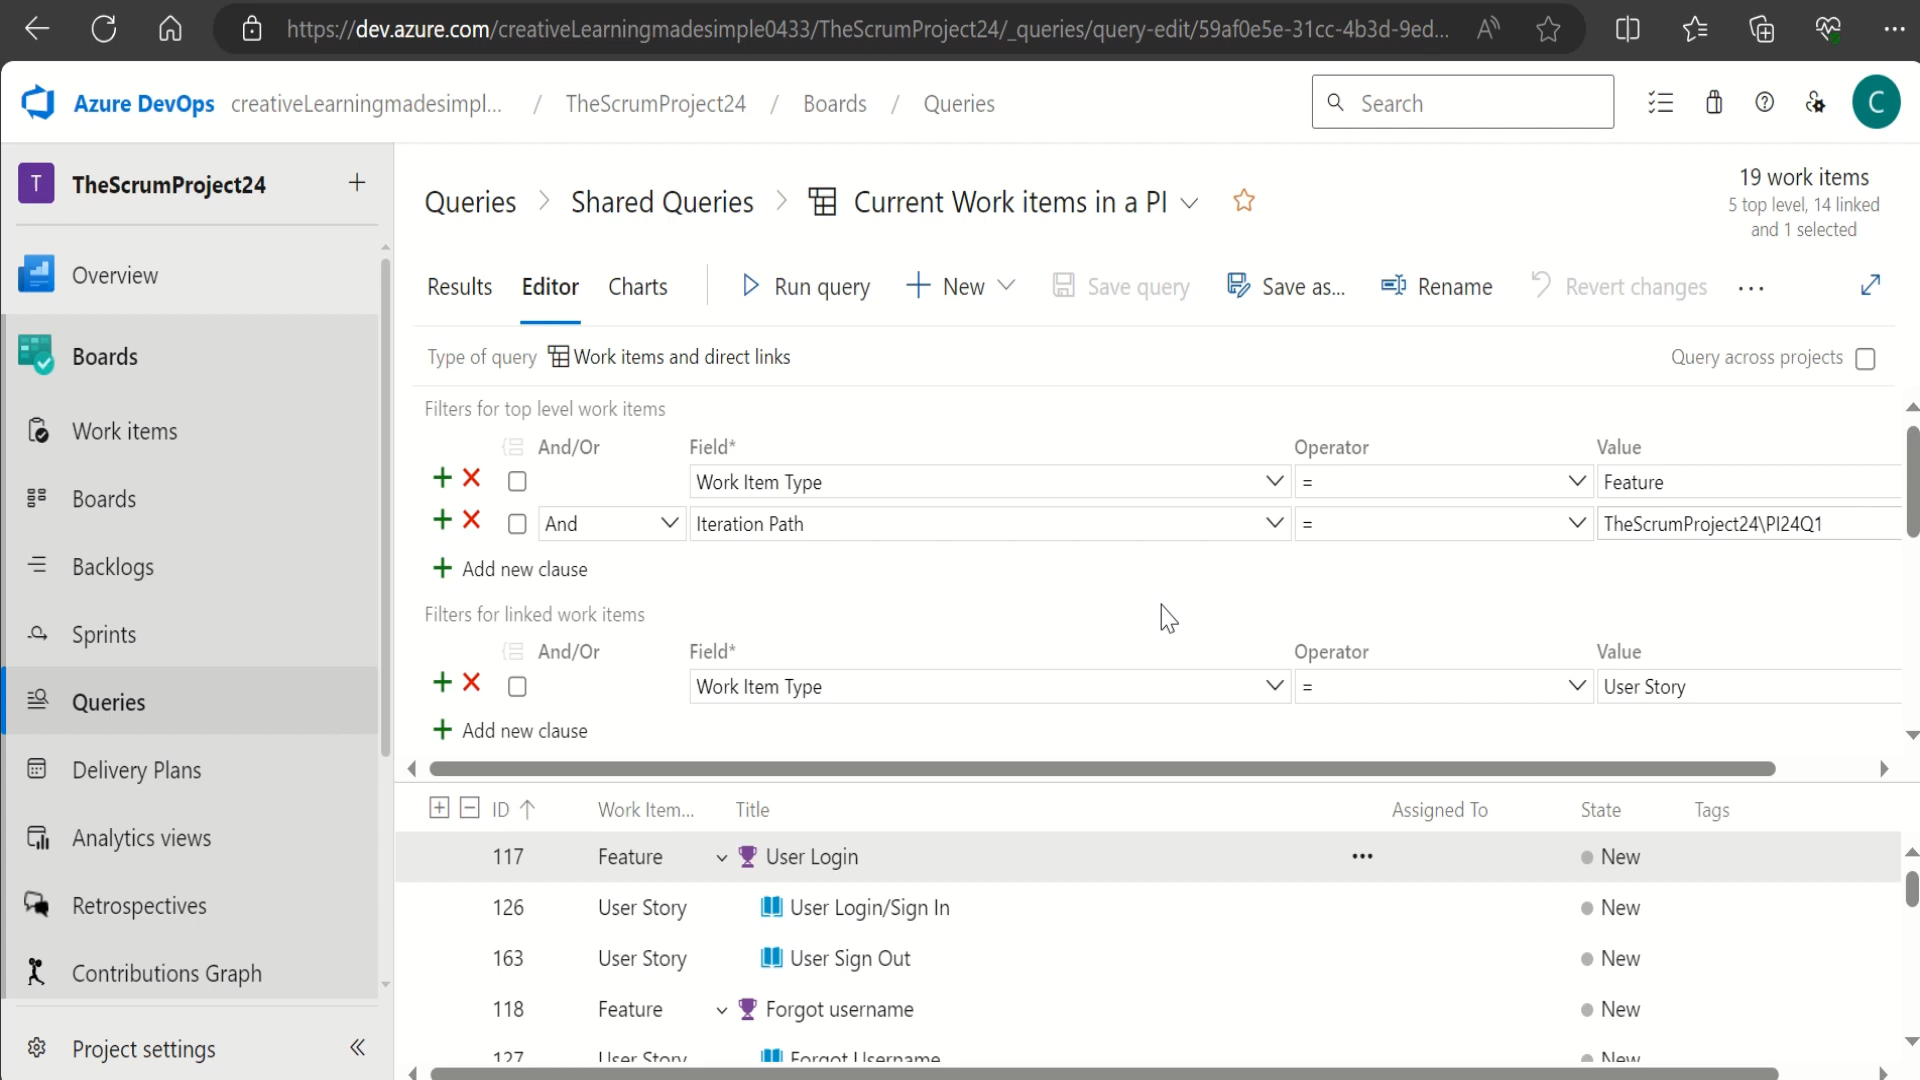 https://dev.azure.com/creativeLearningmadesimple0433/TheScrumProject24/_queries/query-edit/59af0e5e-31cc-4b3d-9ed...
Azure DevOps creativeLearningmadesimpl... / TheScrumProject24 / Boards / Queries
Search
C
T TheScrumProject24 +
Overview
Boards
Work items
Boards
Backlogs
Sprints
Queries
Delivery Plans
Analytics views
Retrospectives
Contributions Graph
Project settings
Queries > Shared Queries > Current Work items in a PI
19 work items
5 top level, 14 linked
and 1 selected
Results Editor Charts Run query New Save query Save as... Rename Revert changes ...
Type of query Work items and direct links Query across projects
Filters for top level work items
And/Or Field* Operator Value
Work Item Type = Feature
And Iteration Path = TheScrumProject24\PI24Q1
+ Add new clause
Filters for linked work items
And/Or Field* Operator Value
Work Item Type = User Story
+ Add new clause
ID Work Item... Title Assigned To State Tags
117 Feature User Login ... New
126 User Story User Login/Sign In New
163 User Story User Sign Out New
118 Feature Forgot username New
127 User Story Forgot Username New